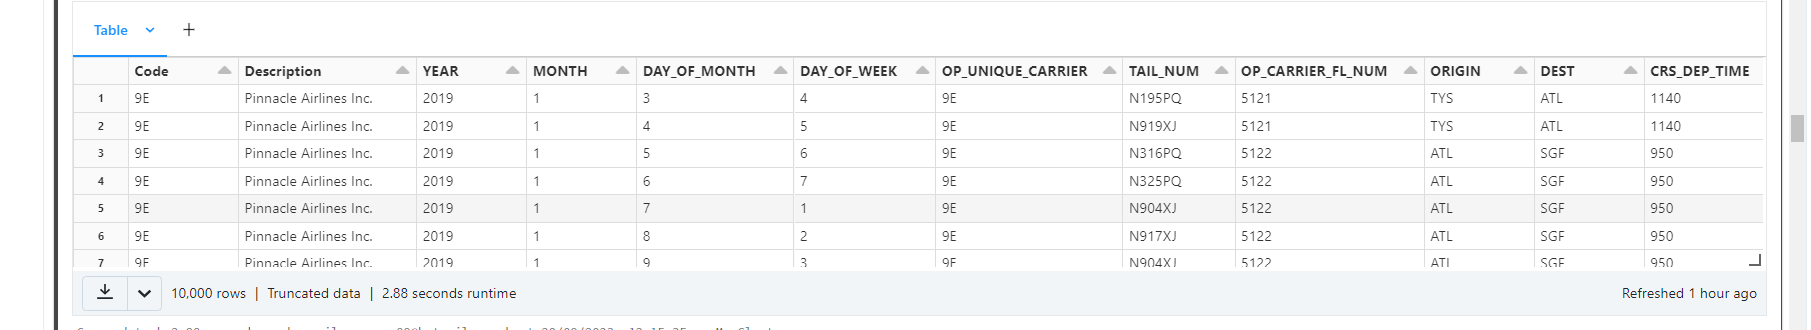 Table +
Code Description YEAR MONTH DAY_OF_MONTH DAY_OF_WEEK OP_UNIQUE_CARRIER TAIL_NUM OP_CARRIER_FL_NUM ORIGIN DEST CRS_DEP_TIME
1 9E Pinnacle Airlines Inc. 2019 1 3 4 9E N195PQ 5121 TYS ATL 1140
2 9E Pinnacle Airlines Inc. 2019 1 4 5 9E N919XJ 5121 TYS ATL 1140
3 9E Pinnacle Airlines Inc. 2019 1 5 6 9E N316PQ 5122 ATL SGF 950
4 9E Pinnacle Airlines Inc. 2019 1 6 7 9E N325PQ 5122 ATL SGF 950
5 9E Pinnacle Airlines Inc. 2019 1 7 1 9E N904XJ 5122 ATL SGF 950
6 9E Pinnacle Airlines Inc. 2019 1 8 2 9E N917XJ 5122 ATL SGF 950
7 9E Pinnacle Airlines Inc. 2019 1 9 3 9E N904XJ 5122 ATL SGF 950
10,000 rows | Truncated data | 2.88 seconds runtime Refreshed 1 hour ago